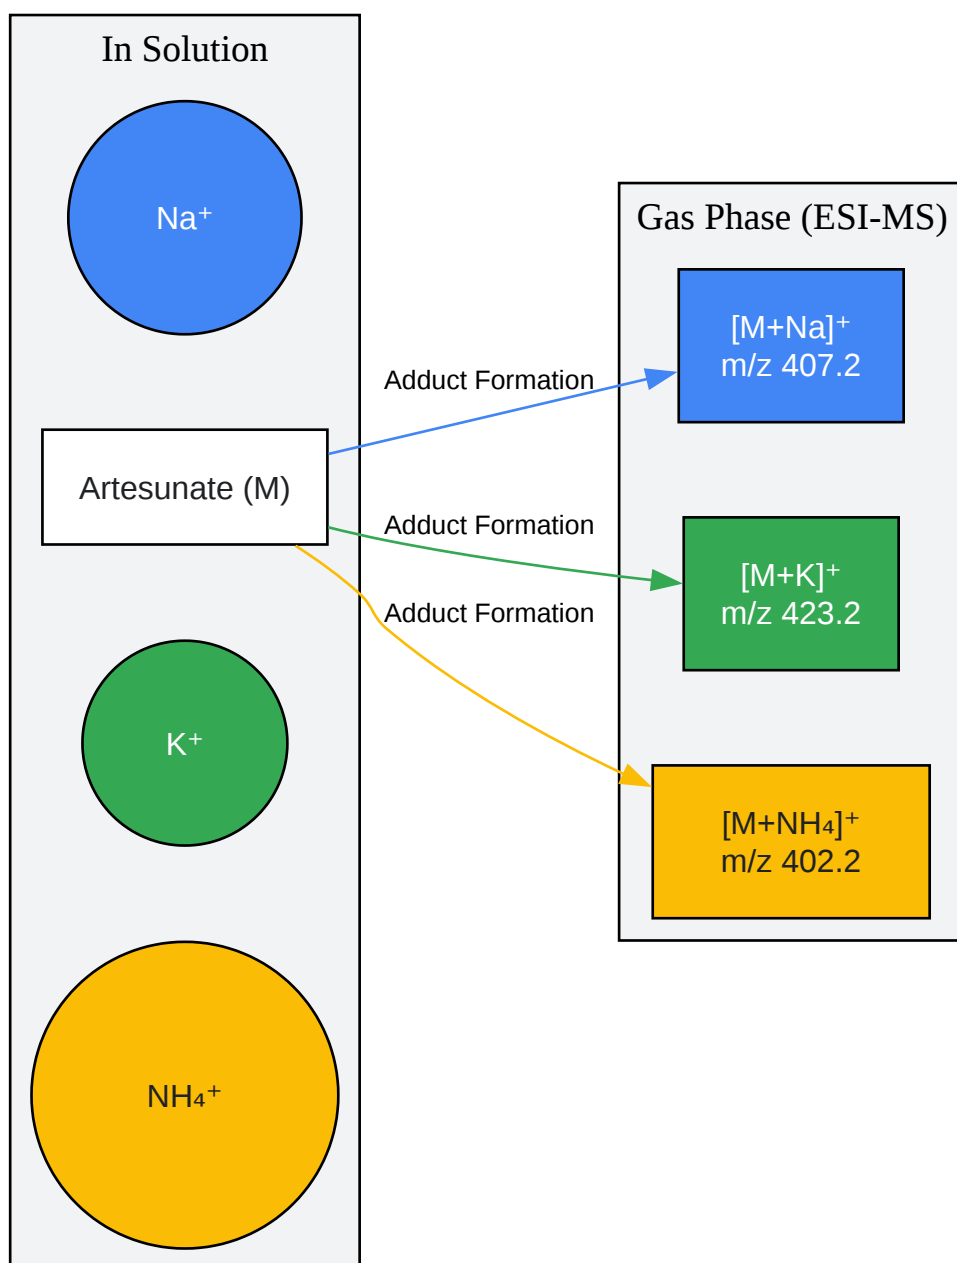 In Solution
Na⁺
Artesunate (M)
K⁺
NH₄⁺
Adduct Formation
Adduct Formation
Adduct Formation
Gas Phase (ESI-MS)
[M+Na]⁺
m/z 407.2
[M+K]⁺
m/z 423.2
[M+NH₄]⁺
m/z 402.2